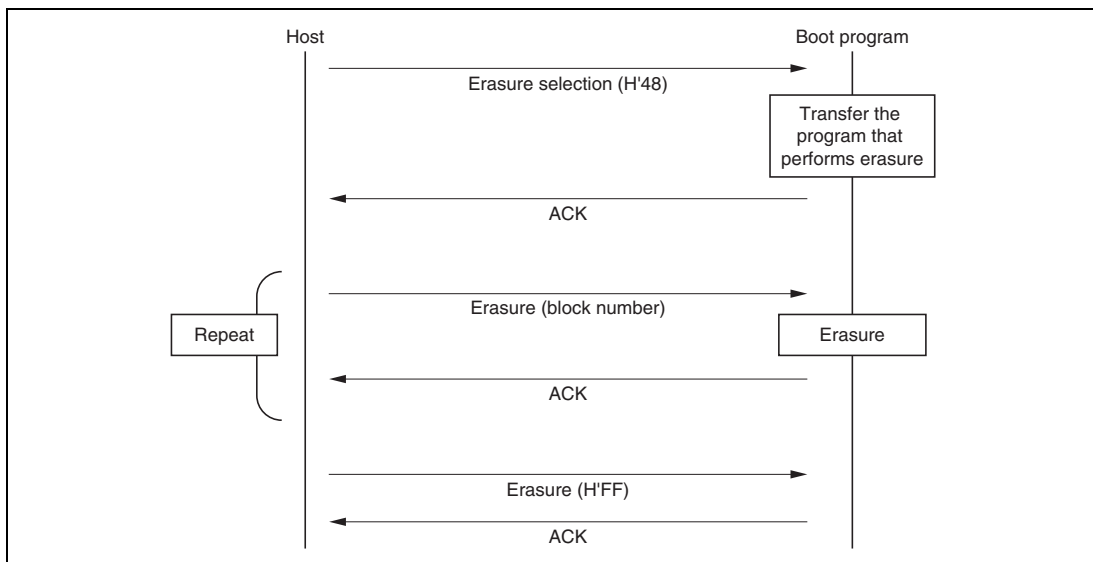 Host
Boot program
Erasure selection (H'48)
Transfer the
program that
performs erasure
ACK
Erasure (block number)
Repeat
Erasure
ACK
Erasure (H'FF)
ACK